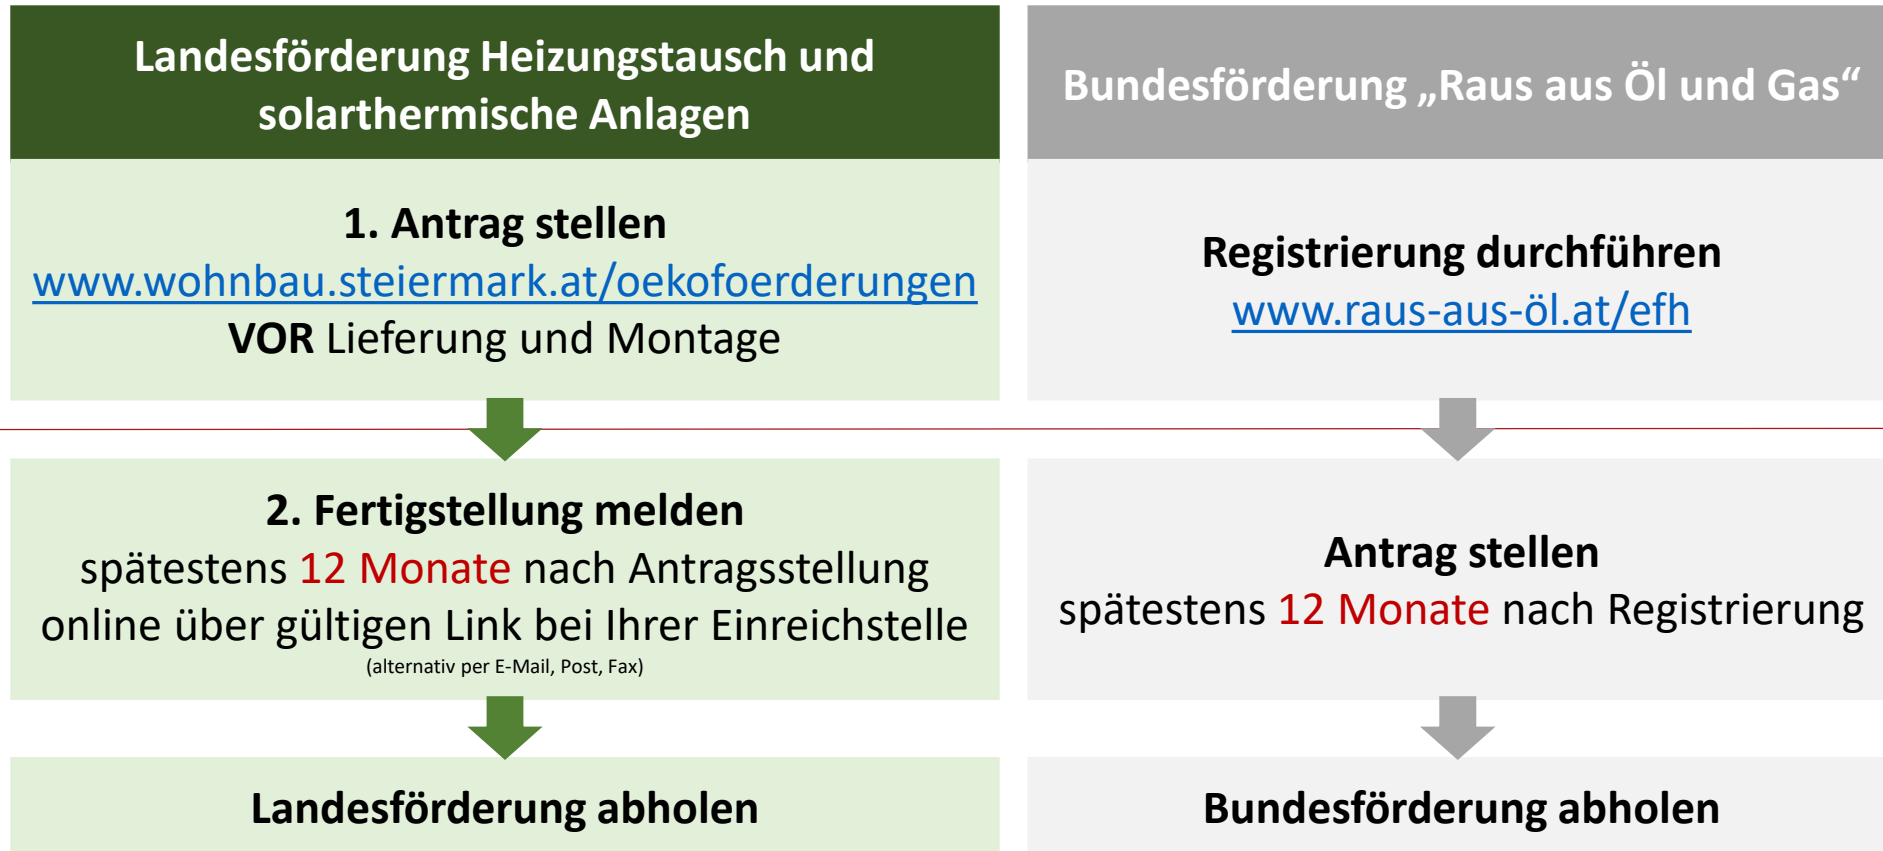 Landesförderung Heizungstausch und
solarthermische Anlagen
1. Antrag stellen
www.wohnbau.steiermark.at/oekofoerderungen
VOR Lieferung und Montage
2. Fertigstellung melden
spätestens 12 Monate nach Antragsstellung
online über gültigen Link bei Ihrer Einreichstelle
(alternativ per E-Mail, Post, Fax)
Landesförderung abholen
Bundesförderung „Raus aus Öl und Gas“
Registrierung durchführen
www.raus-aus-öl.at/efh
Antrag stellen
spätestens 12 Monate nach Registrierung
Bundesförderung abholen